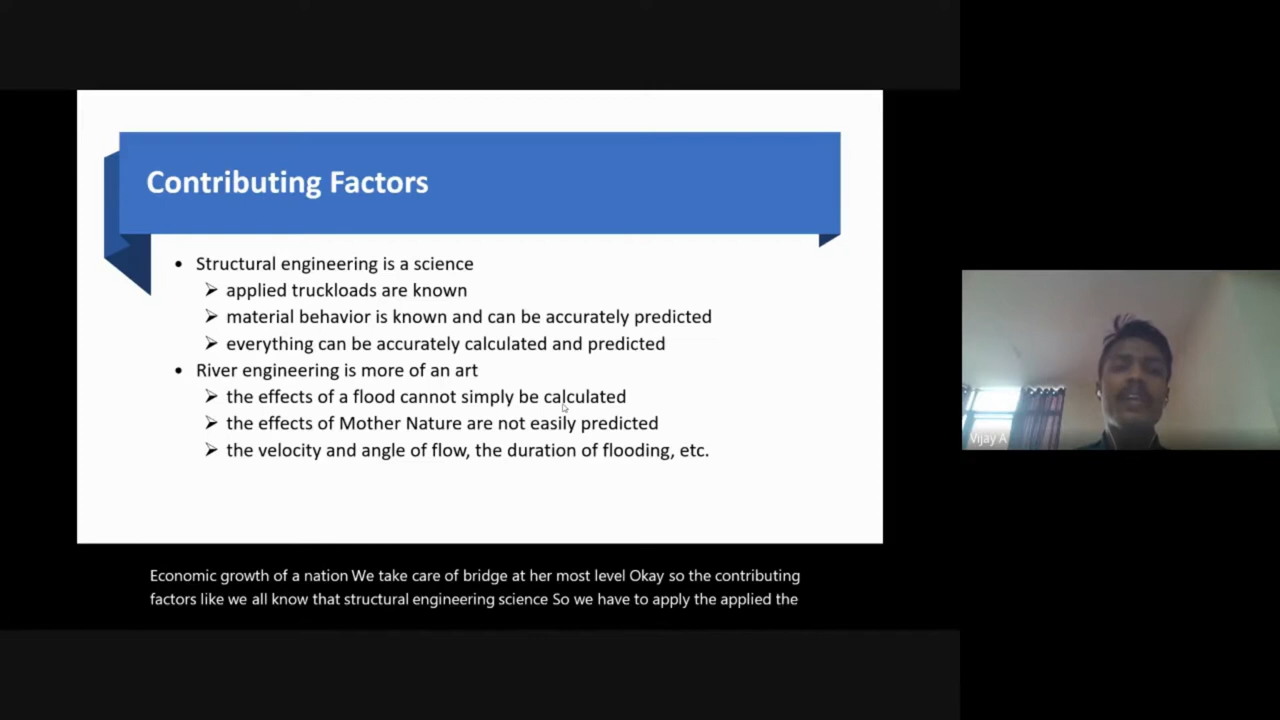 Contributing Factors
• Structural engineering is a science
➢ applied truckloads are known
➢ material behavior is known and can be accurately predicted
➢ everything can be accurately calculated and predicted
• River engineering is more of an art
➢ the effects of a flood cannot simply be calculated
➢ the effects of Mother Nature are not easily predicted
➢ the velocity and angle of flow, the duration of flooding, etc.
Vijay A
Economic growth of a nation We take care of bridge at her most level Okay so the contributing
factors like we all know that structural engineering science So we have to apply the applied the